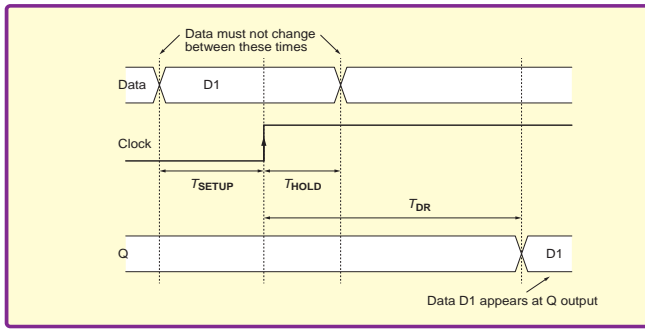 Data must not change
between these times
Data
D1
Clock
TSETUP
THOLD
TDR
Q
D1
Data D1 appears at Q output